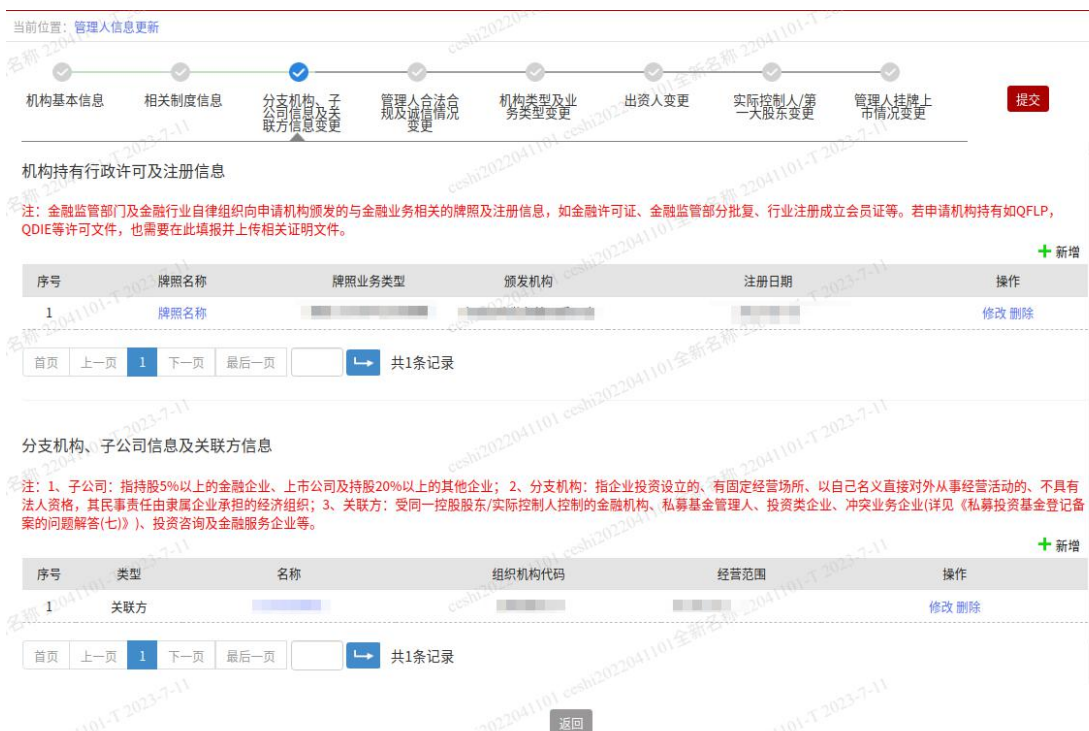 当前位置：管理人信息更新
机构基本信息
相关制度信息
分支机构、子
公司信息及关
联方信息变更
管理人合法合
规及诚信情况
变更
机构类型及业
务类型变更
出资人变更
实际控制人/第
一大股东变更
管理人挂牌上
市情况变更
提交
机构持有行政许可及注册信息
注：金融监管部门及金融行业自律组织向申请机构颁发的与金融业务相关的牌照及注册信息，如金融许可证、金融监管部分批复、行业注册成立会员证等。若申请机构持有如QFLP，
QDIE等许可文件，也需要在此填报并上传相关证明文件。
新增
序号 牌照名称 牌照业务类型 颁发机构 注册日期 操作
1 牌照名称 修改 删除
首页 上一页 1 下一页 最后一页 共1条记录
分支机构、子公司信息及关联方信息
注：1、子公司：指持股5%以上的金融企业、上市公司及持股20%以上的其他企业； 2、分支机构：指企业投资设立的、有固定经营场所、以自己名义直接对外从事经营活动的、不具有
法人资格，其民事责任由隶属企业承担的经济组织；3、关联方：受同一控股股东/实际控制人控制的金融机构、私募基金管理人、投资类企业、冲突业务企业(详见《私募投资基金登记备
案的问题解答(七)》)、投资咨询及金融服务企业等。
新增
序号 类型 名称 组织机构代码 经营范围 操作
1 关联方 修改 删除
首页 上一页 1 下一页 最后一页 共1条记录
返回